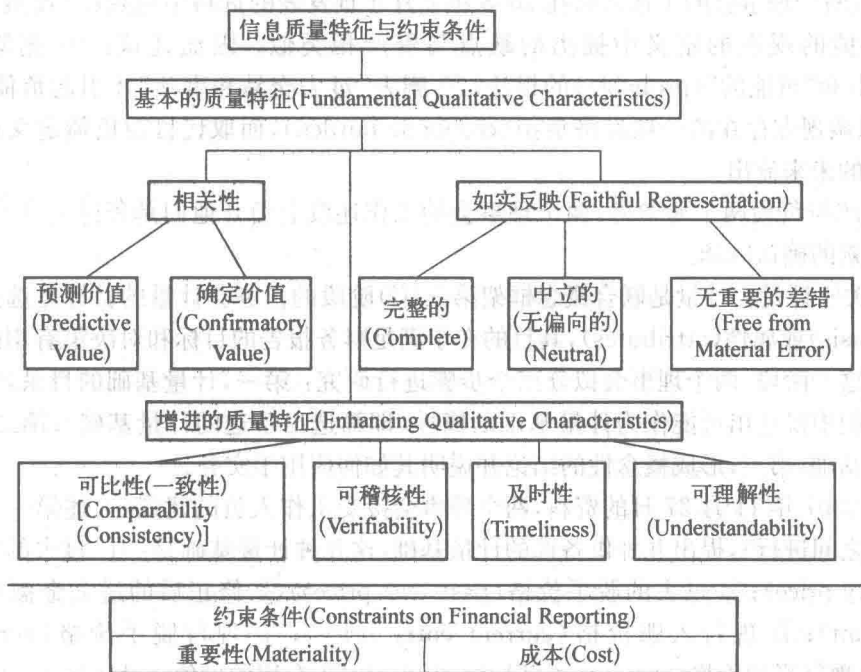 信息质量特征与约束条件
基本的质量特征(Fundamental Qualitative Characteristics)
相关性
如实反映(Faithful Representation)
预测价值
(Predictive
Value)
确定价值
(Confirmatory
Value)
完整的
(Complete)
中立的
(无偏向的)
(Neutral)
无重要的差错
(Free from
Material Error)
增进的质量特征(Enhancing Qualitative Characteristics)
可比性(一致性)
[Comparability
(Consistency)]
可稽核性
(Verifiability)
及时性
(Timeliness)
可理解性
(Understandability)
约束条件(Constraints on Financial Reporting)
重要性(Materiality)
成本(Cost)